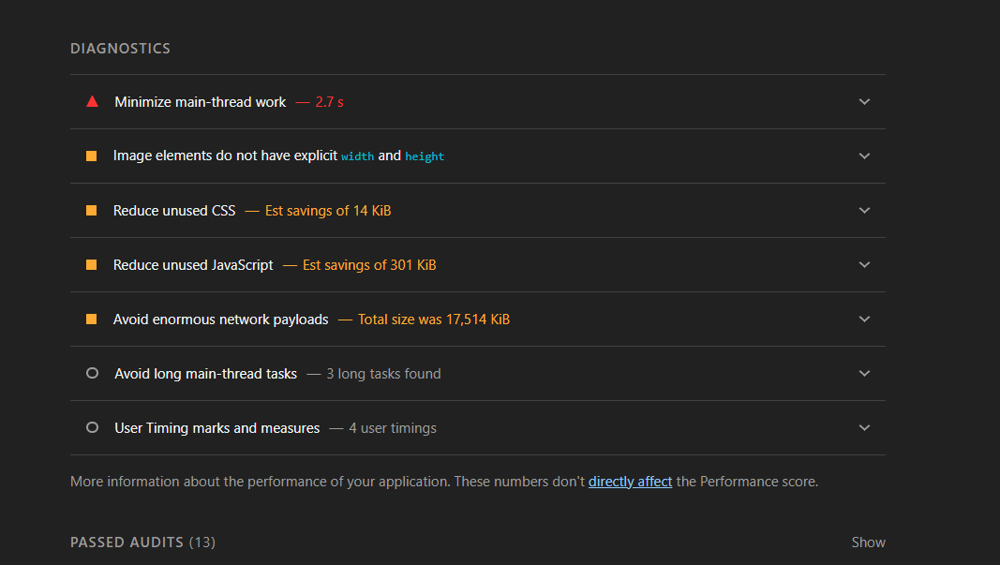 DIAGNOSTICS
Minimize main-thread work — 2.7 s
Image elements do not have explicit width and height
Reduce unused CSS — Est savings of 14 KiB
Reduce unused JavaScript — Est savings of 301 KiB
Avoid enormous network payloads — Total size was 17,514 KiB
Avoid long main-thread tasks — 3 long tasks found
User Timing marks and measures — 4 user timings
More information about the performance of your application. These numbers don't directly affect the Performance score.
PASSED AUDITS (13) Show